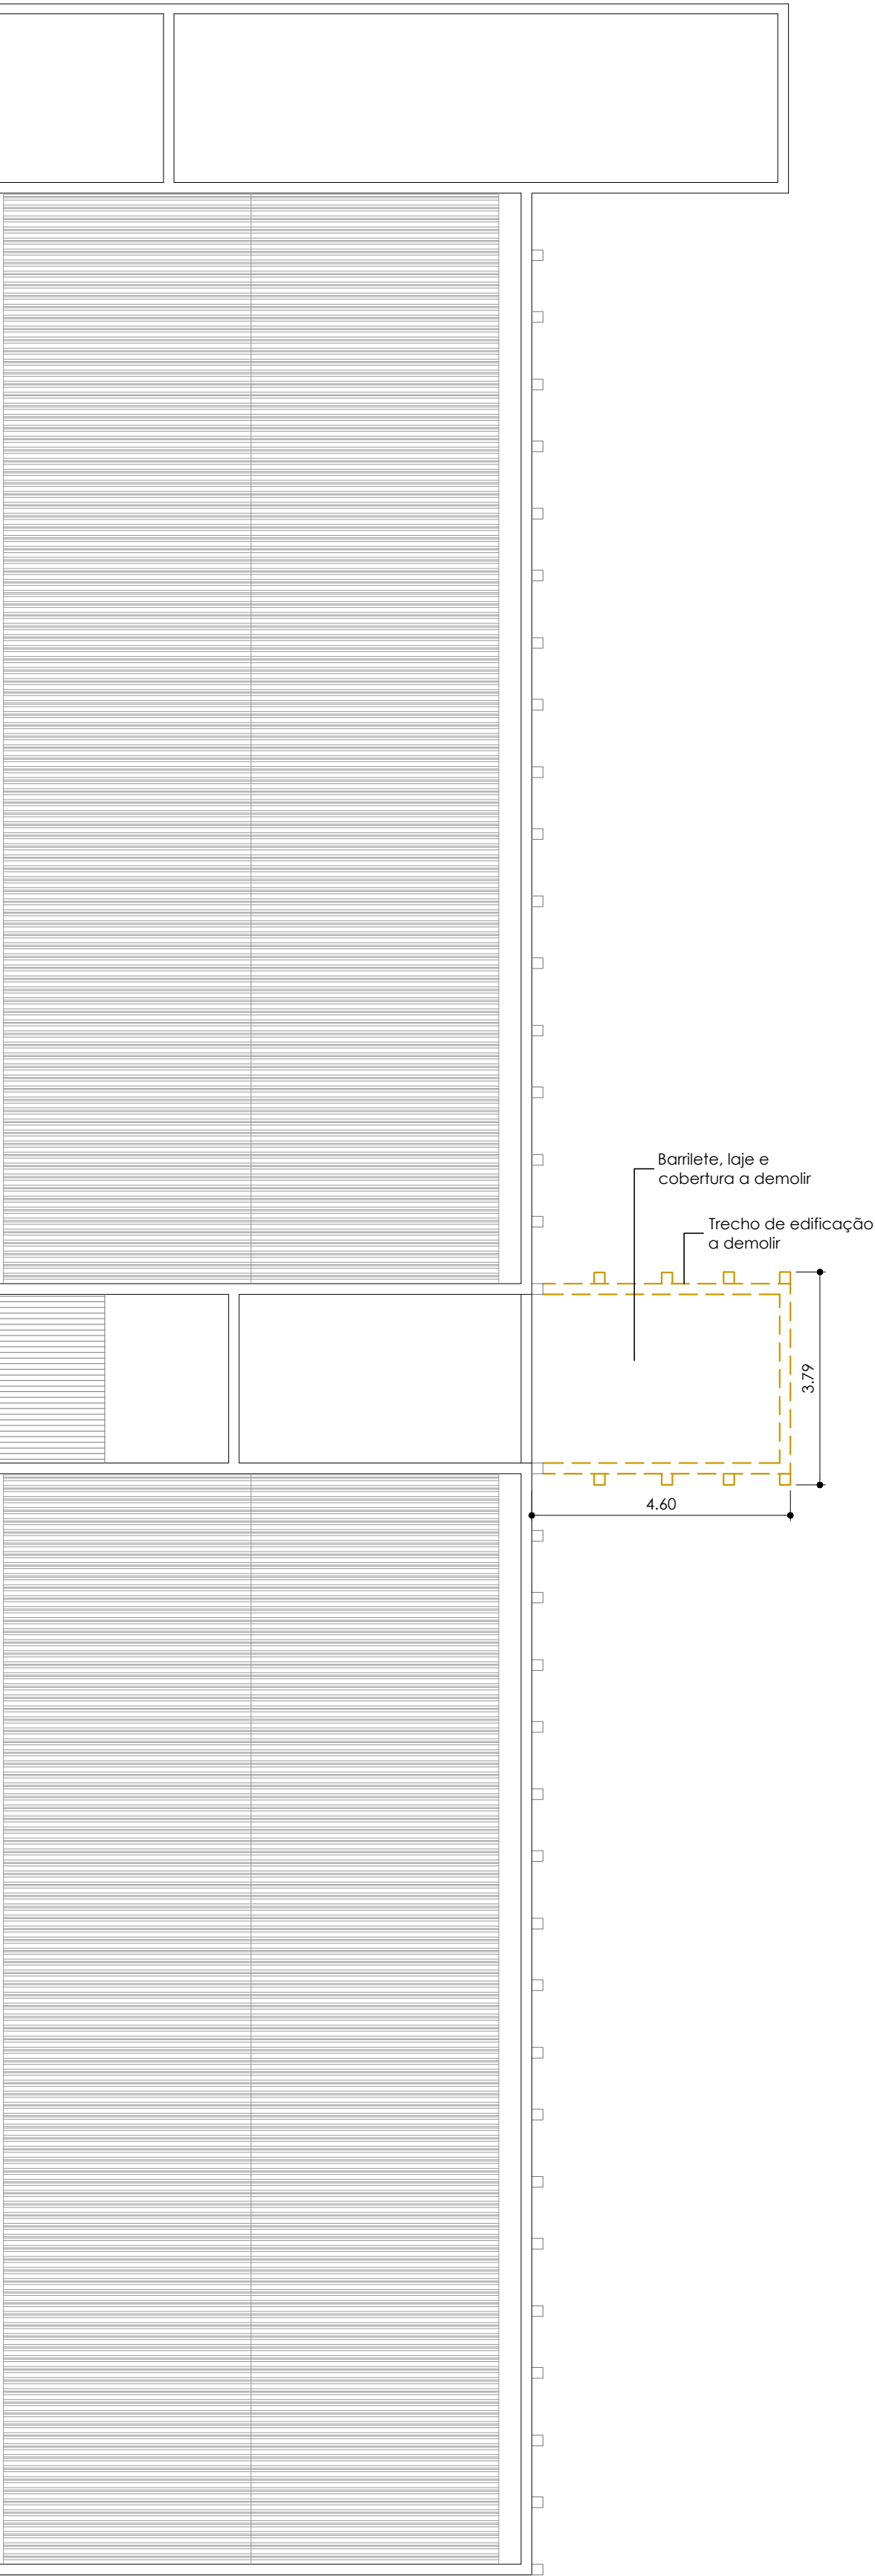 Barrilete, laje e
cobertura a demolir
Trecho de edificação
a demolir
3.79
4.60